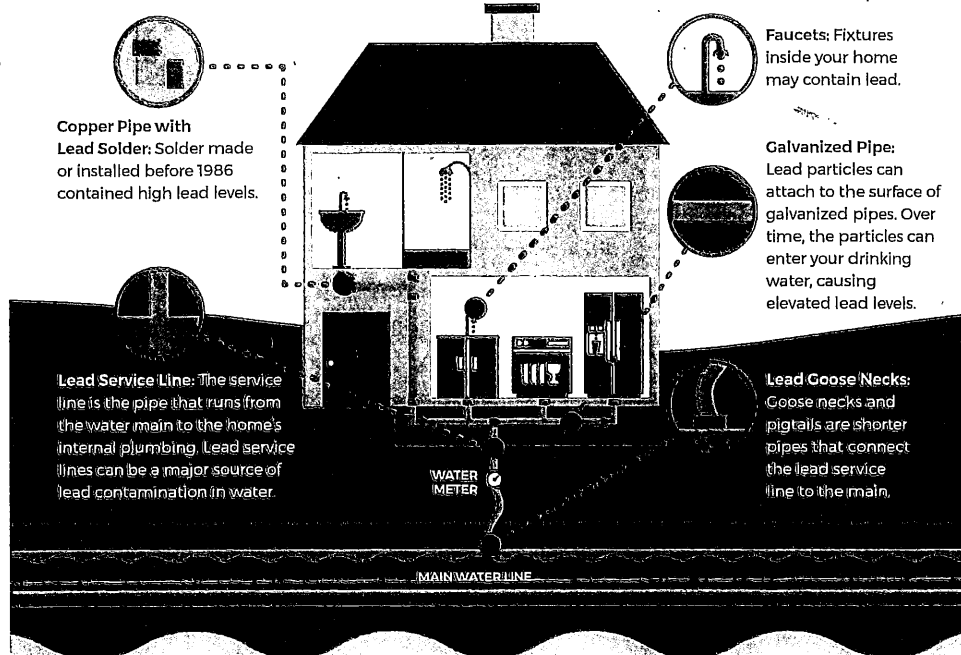 Copper Pipe with
Lead Solder: Solder made
or installed before 1986
contained high lead levels.
Faucets: Fixtures
inside your home
may contain lead.
Galvanized Pipe:
Lead particles can
attach to the surface of
galvanized pipes. Over
time, the particles can
enter your drinking
water, causing
elevated lead levels.
Lead Service Line: The service
line is the pipe that runs from
the water main to the home's
internal plumbing. Lead service
lines can be a major source of
lead contamination in water.
Lead Goose Necks:
Goose necks and
pigtails are shorter
pipes that connect
the lead service
line to the main.
WATER
METER
MAIN WATER LINE